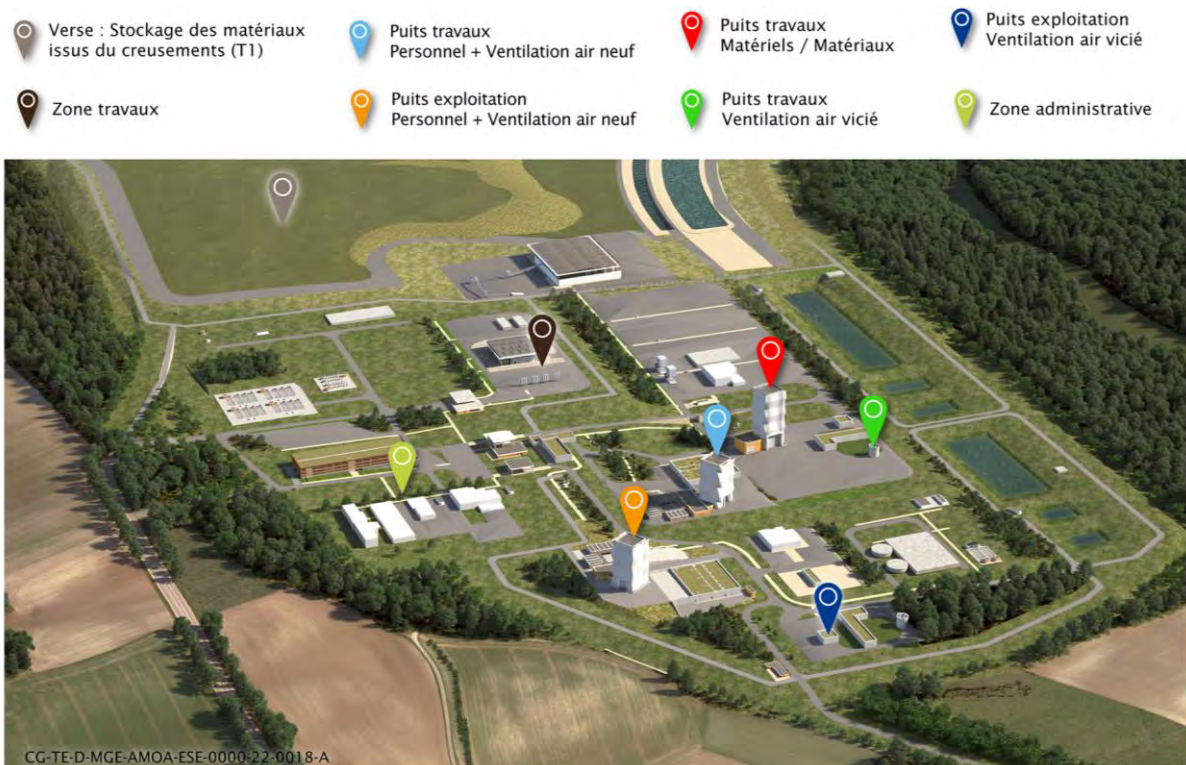 Verse : Stockage des matériaux
issus du creusements (T1)
Puits travaux
Personnel + Ventilation air neuf
Puits travaux
Matériels / Matériaux
Puits exploitation
Ventilation air vicié
Zone travaux
Puits exploitation
Personnel + Ventilation air neuf
Puits travaux
Ventilation air vicié
Zone administrative
CG-TE-D-MGE-AMOA-ESE-0000-22-0018-A